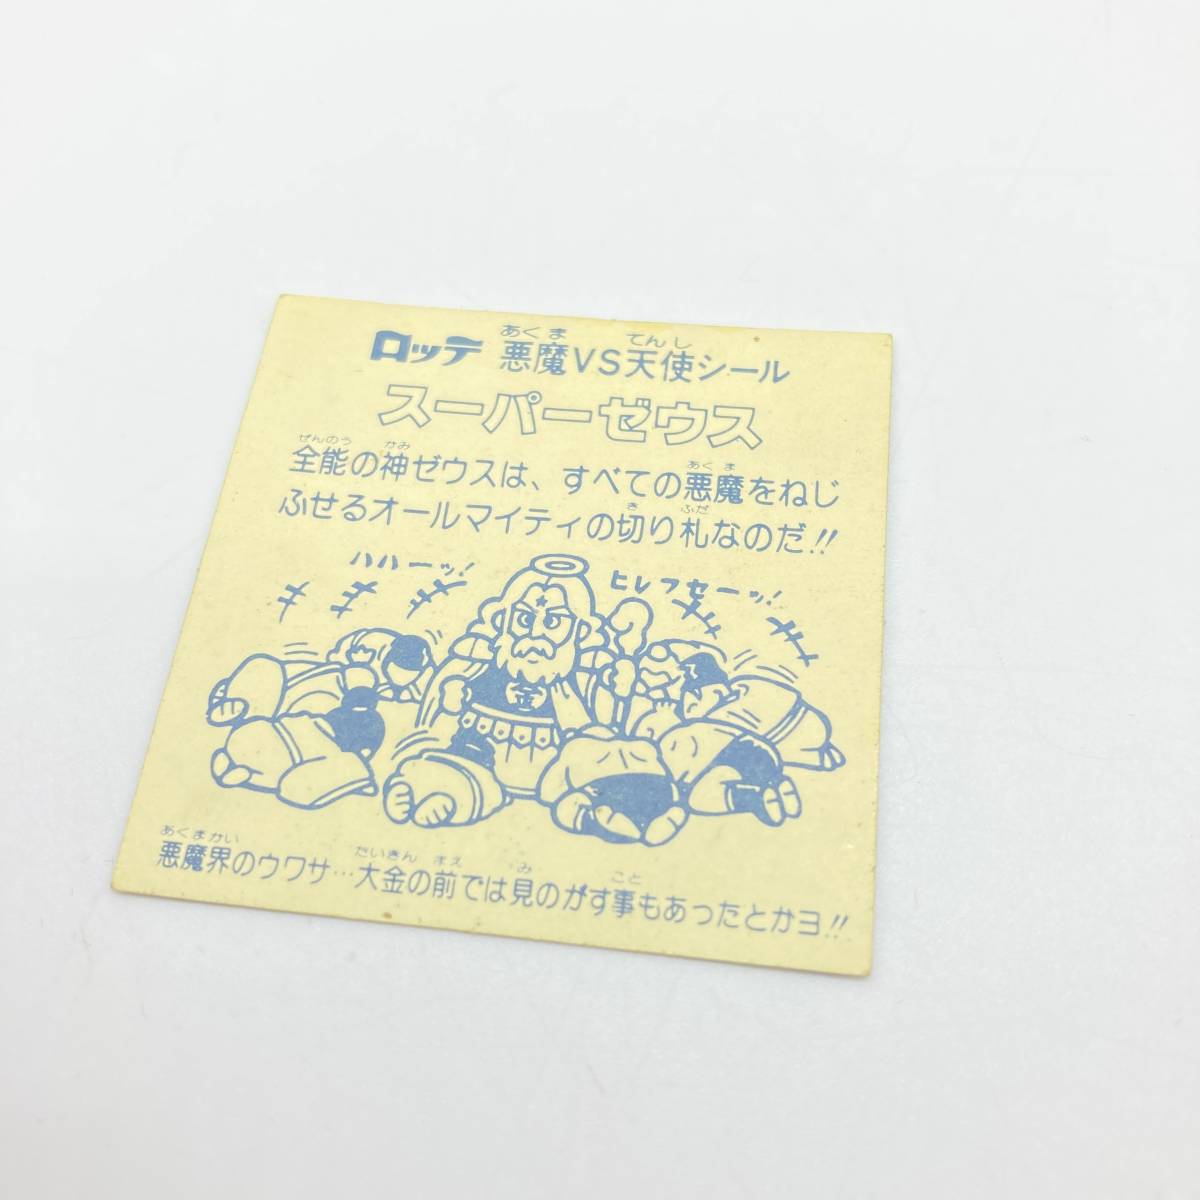 ロッテ 悪魔VS天使シール
あくま てんし
スーパーゼウス
ぜんのう かみ あくま
全能の神ゼウスは、すべての悪魔をねじ
き ふだ
ふせるオールマイティの切り札なのだ!!
ハハーッ! ヒレフセーッ!
金
あくまかい たいきん まえ み こと
悪魔界のウワサ…大金の前では見のがす事もあったとかヨ!!